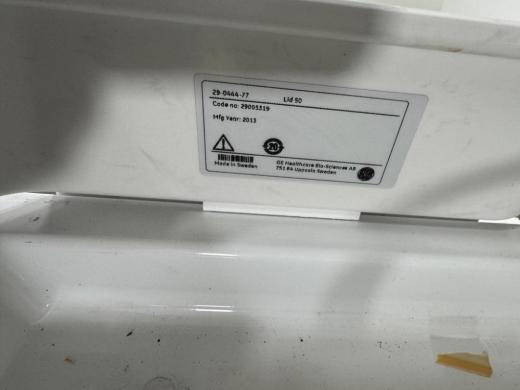 29-0444-77 Lid 50
Code no: 29005319
Mfg Year: 2013
20
Made in Sweden
GE Healthcare Bio-Sciences AB
751 84 Uppsala Sweden